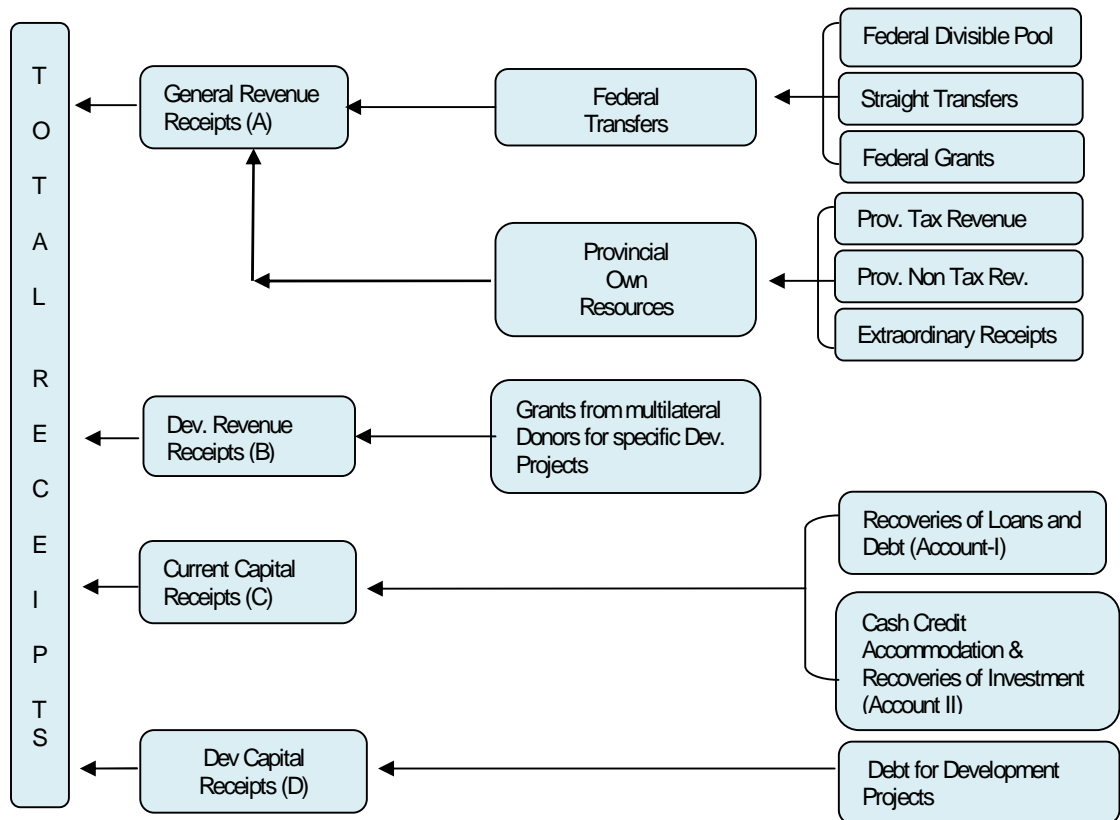 TOTAL RECEIPTS
General Revenue
Receipts (A)
Federal
Transfers
Federal Divisible Pool
Straight Transfers
Federal Grants
Provincial
Own
Resources
Prov. Tax Revenue
Prov. Non Tax Rev.
Extraordinary Receipts
Dev. Revenue
Receipts (B)
Grants from multilateral
Donors for specific Dev.
Projects
Current Capital
Receipts (C)
Recoveries of Loans and
Debt (Account-I)
Cash Credit
Accommodation &
Recoveries of Investment
(Account II)
Dev Capital
Receipts (D)
Debt for Development
Projects